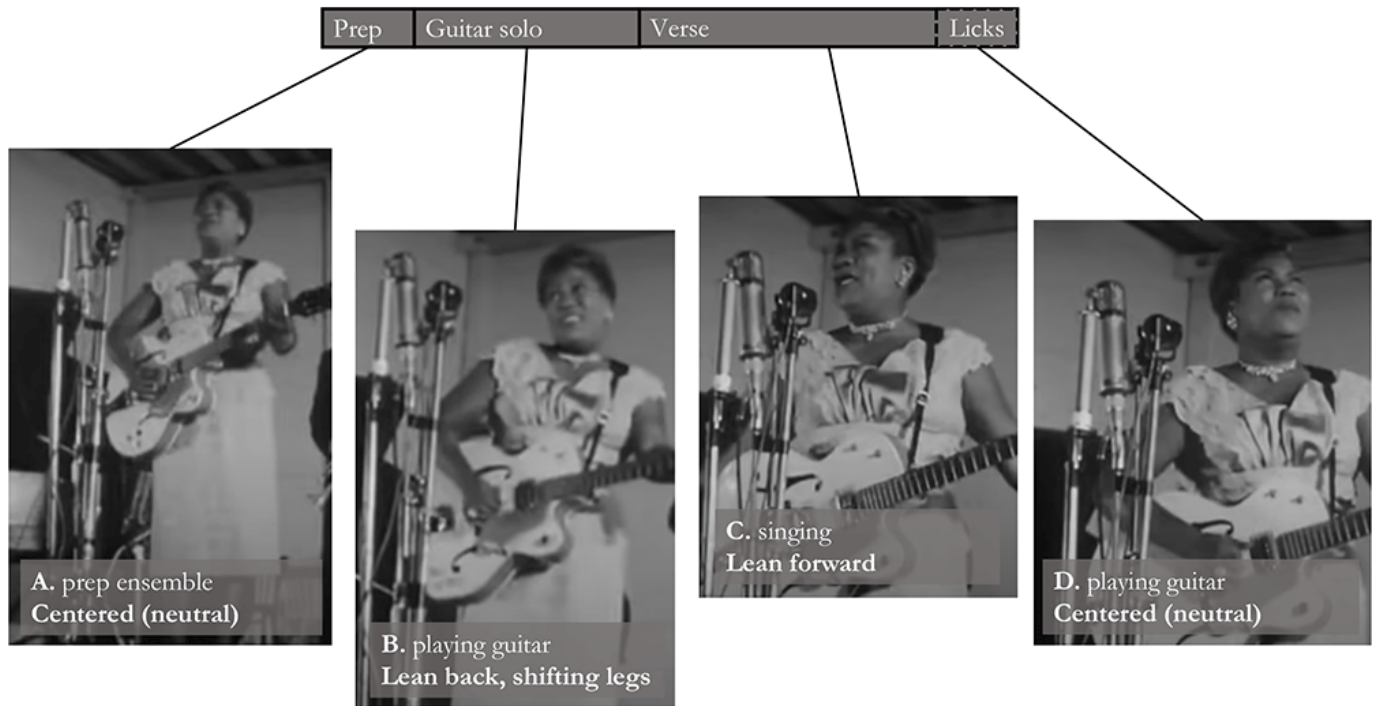 Prep
Guitar solo
Verse
Licks
A. prep ensemble
Centered (neutral)
B. playing guitar
Lean back, shifting legs
C. singing
Lean forward
D. playing guitar
Centered (neutral)